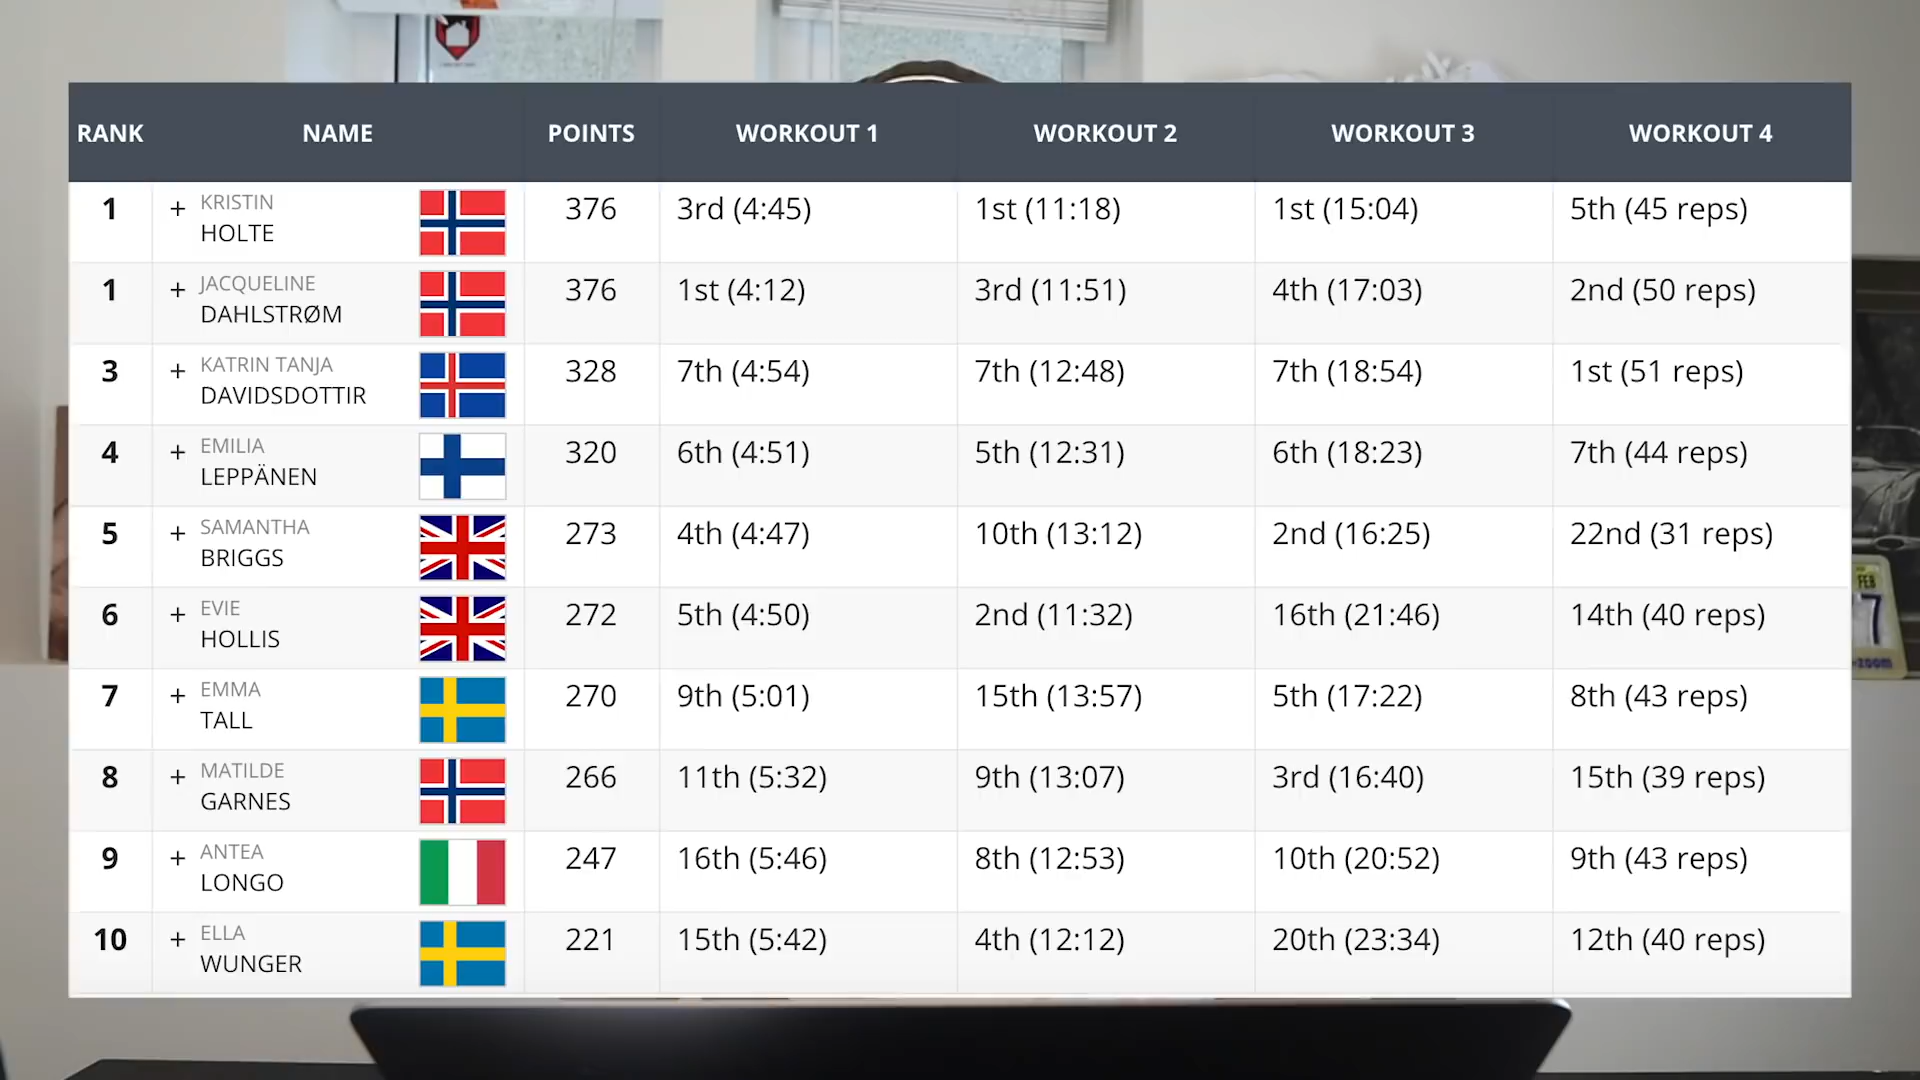 RANK NAME POINTS WORKOUT 1 WORKOUT 2 WORKOUT 3 WORKOUT 4
1 + KRISTIN HOLTE 376 3rd (4:45) 1st (11:18) 1st (15:04) 5th (45 reps)
1 + JACQUELINE DAHLSTRØM 376 1st (4:12) 3rd (11:51) 4th (17:03) 2nd (50 reps)
3 + KATRIN TANJA DAVIDSDOTTIR 328 7th (4:54) 7th (12:48) 7th (18:54) 1st (51 reps)
4 + EMILIA LEPPÄNEN 320 6th (4:51) 5th (12:31) 6th (18:23) 7th (44 reps)
5 + SAMANTHA BRIGGS 273 4th (4:47) 10th (13:12) 2nd (16:25) 22nd (31 reps)
6 + EVIE HOLLIS 272 5th (4:50) 2nd (11:32) 16th (21:46) 14th (40 reps)
7 + EMMA TALL 270 9th (5:01) 15th (13:57) 5th (17:22) 8th (43 reps)
8 + MATILDE GARNES 266 11th (5:32) 9th (13:07) 3rd (16:40) 15th (39 reps)
9 + ANTEA LONGO 247 16th (5:46) 8th (12:53) 10th (20:52) 9th (43 reps)
10 + ELLA WUNGER 221 15th (5:42) 4th (12:12) 20th (23:34) 12th (40 reps)
FEB
7